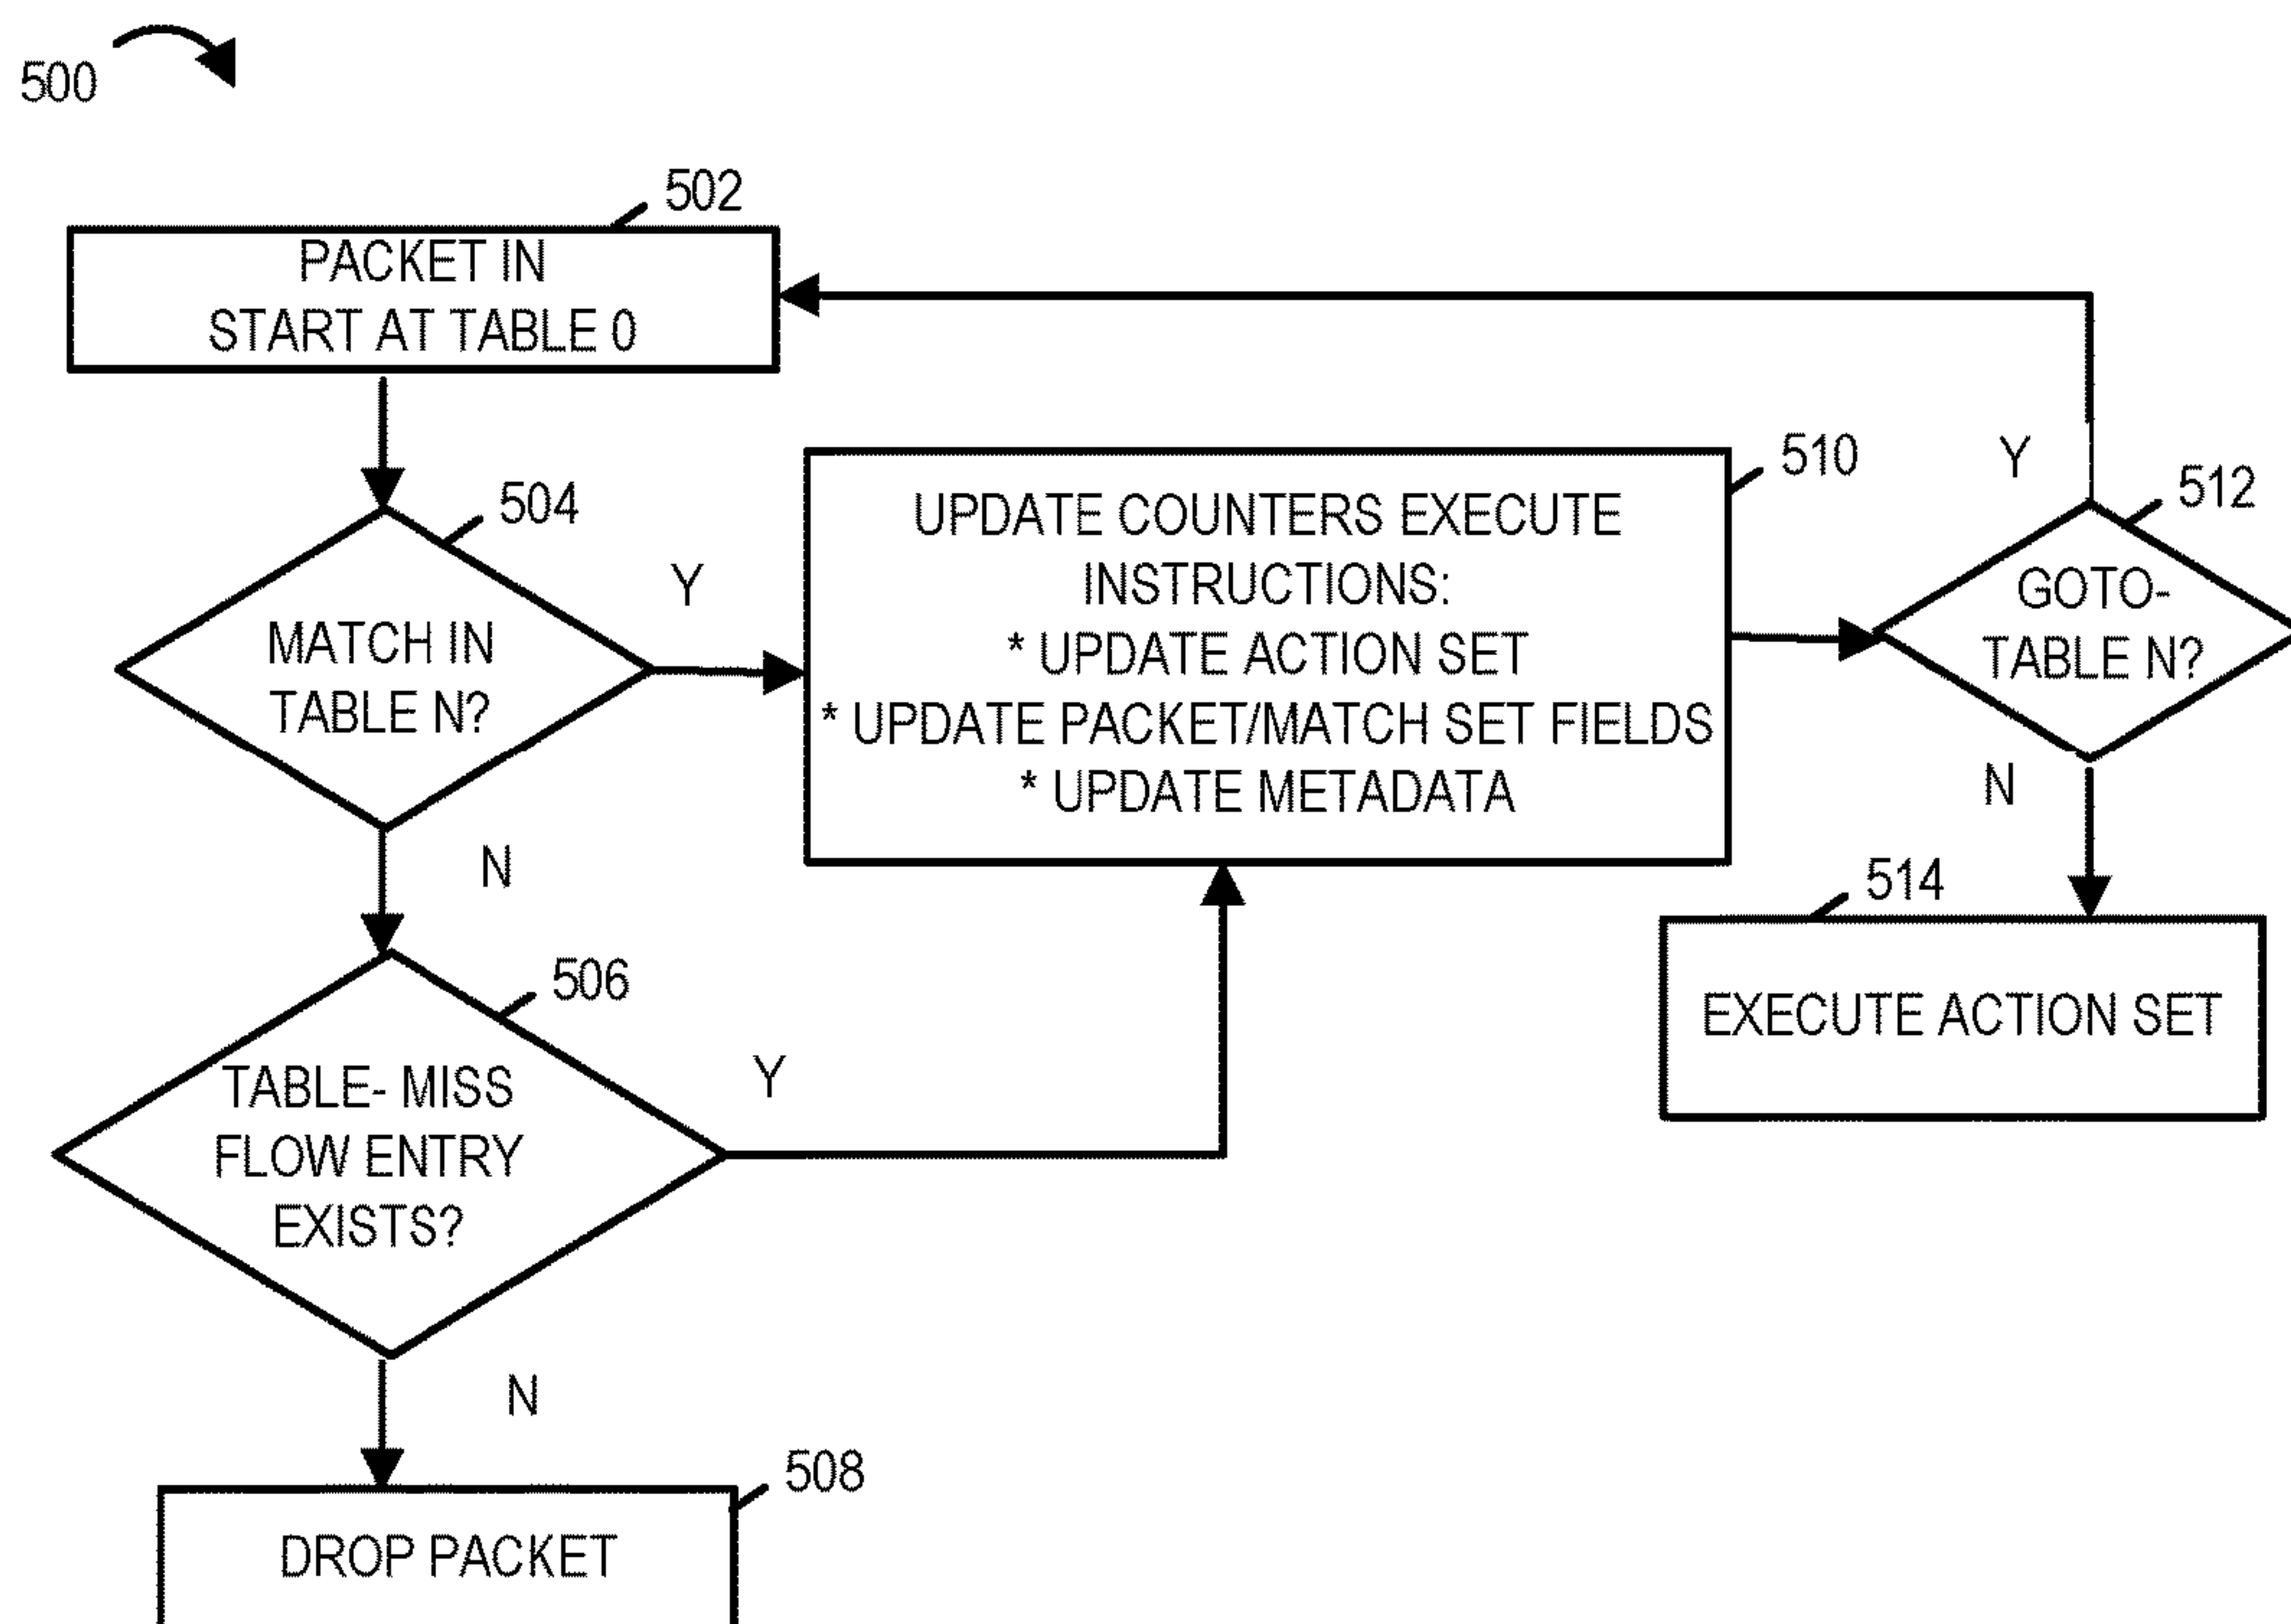 500
502
PACKET IN
START AT TABLE 0
504
MATCH IN
TABLE N?
Y
N
510
UPDATE COUNTERS EXECUTE
INSTRUCTIONS:
* UPDATE ACTION SET
* UPDATE PACKET/MATCH SET FIELDS
* UPDATE METADATA
Y
512
GOTO-
TABLE N?
N
514
EXECUTE ACTION SET
506
TABLE- MISS
FLOW ENTRY
EXISTS?
Y
N
508
DROP PACKET